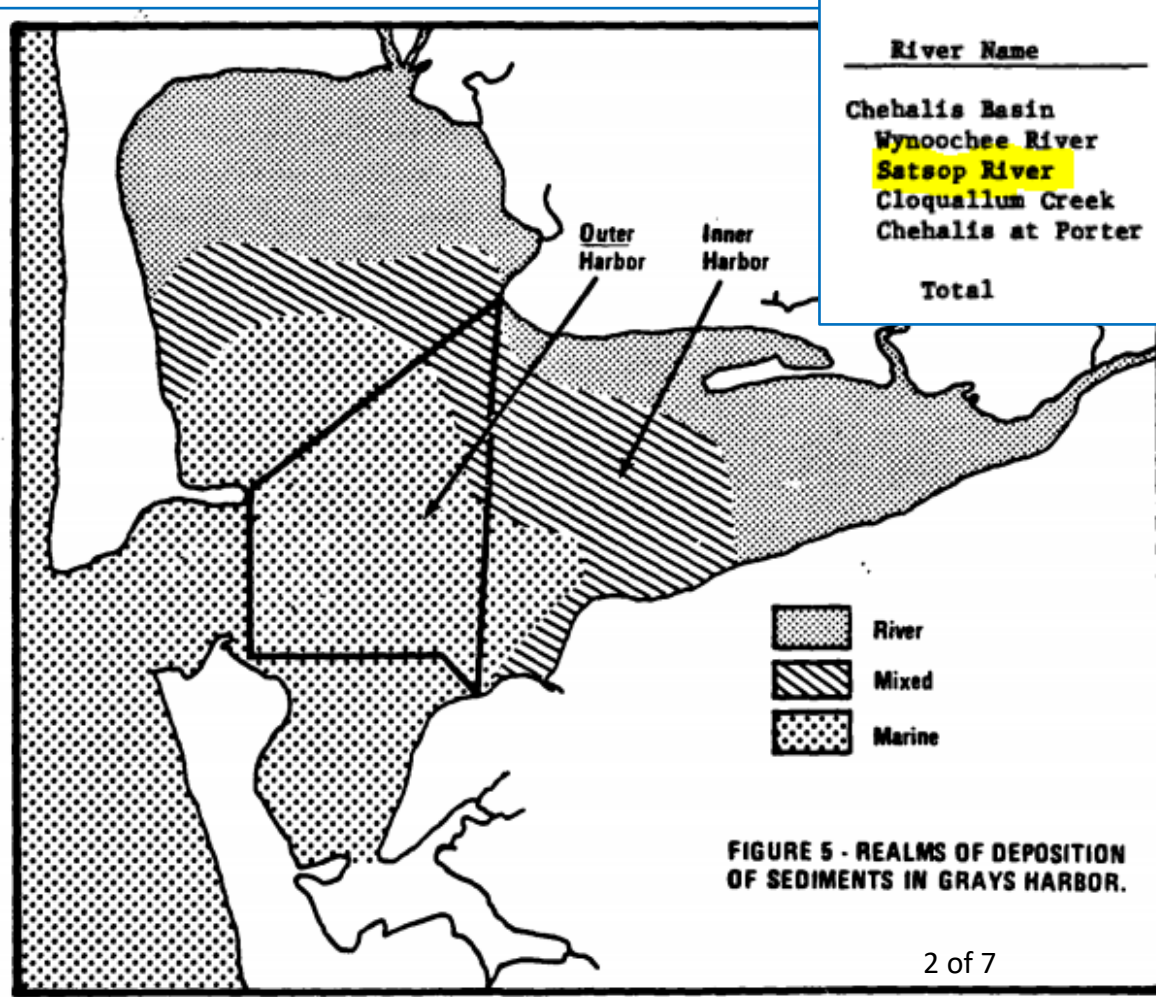 River Name
Chehalis Basin
Wynoochee River
Satsop River
Cloquallum Creek
Chehalis at Porter
Total
Outer
Harbor
Inner
Harbor
River
Mixed
Marine
FIGURE 5 - REALMS OF DEPOSITION
OF SEDIMENTS IN GRAYS HARBOR.
2 of 7